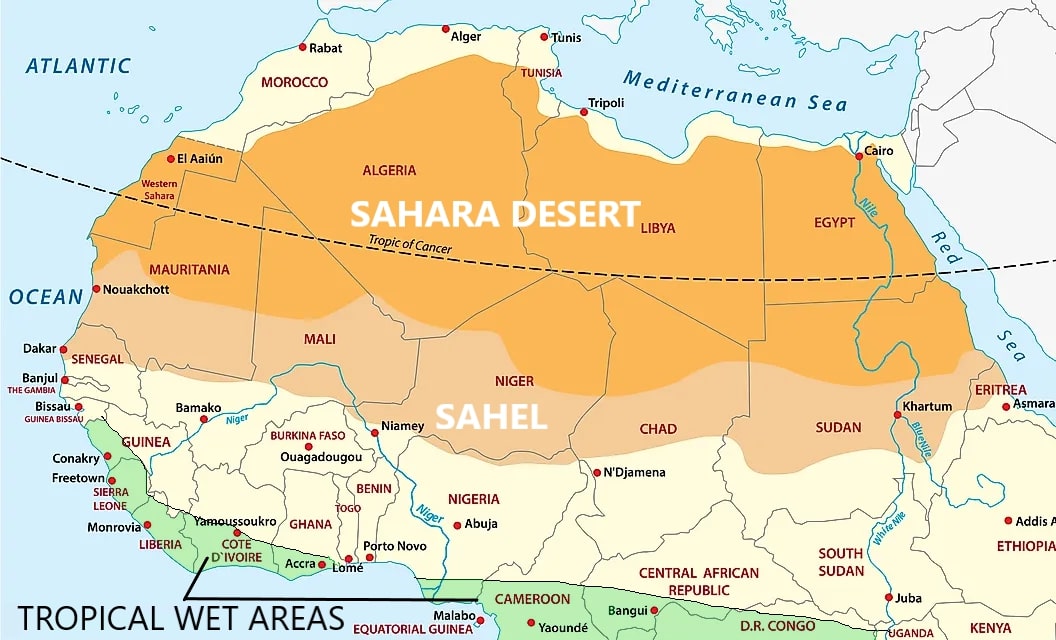 Alger
Tunis
Rabat
ATLANTIC
MOROCCO
TUNISIA
Mediterranean Sea
Tripoli
El Aaiún
Cairo
ALGERIA
Western
Sahara
SAHARA DESERT
Nile
LIBYA
EGYPT
Tropic of Cancer
Red
MAURITANIA
OCEAN
Nouakchott
MALI
Sea
Dakar
SENEGAL
Banjul
THE GAMBIA
NIGER
ERITREA
Bissau
GUINEA BISSAU
Bamako
Niger
SAHEL
Khartum
Asmara
Niamey
CHAD
SUDAN
Blue Nile
GUINEA
BURKINA FASO
Ouagadougou
Conakry
N'Djamena
Freetown
SIERRA
LEONE
BENIN
NIGERIA
TOGO
Niger
Monrovia
Yamoussoukro
GHANA
Abuja
White Nile
Addis A
LIBERIA
COTE
D`IVOIRE
Porto Novo
ETHIOPIA
Accra
Lomé
SOUTH
SUDAN
CENTRAL AFRICAN
REPUBLIC
TROPICAL WET AREAS
CAMEROON
Juba
Malabo
EQUATORIAL GUINEA
Yaoundé
Bangui
D.R. CONGO
UGANDA
KENYA